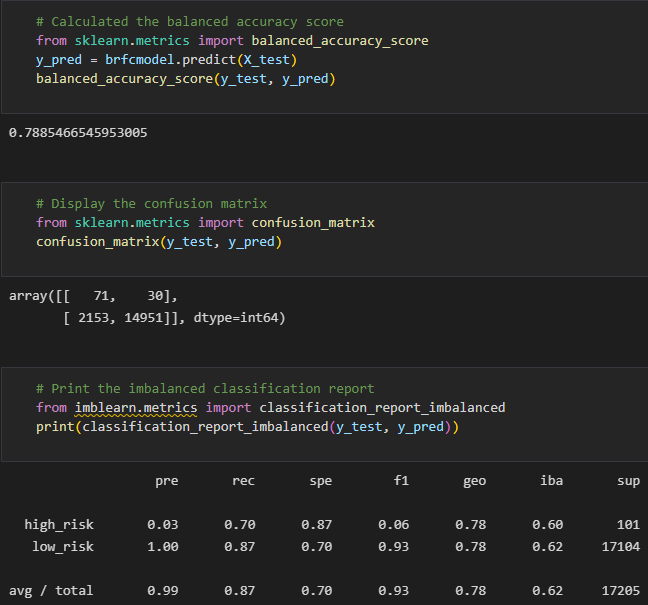 # Calculated the balanced accuracy score
from sklearn.metrics import balanced_accuracy_score
y_pred = brfcmodel.predict(X_test)
balanced_accuracy_score(y_test, y_pred)
0.7885466545953005
# Display the confusion matrix
from sklearn.metrics import confusion_matrix
confusion_matrix(y_test, y_pred)
array([[   71,    30],
       [ 2153, 14951]], dtype=int64)
# Print the imbalanced classification report
from imblearn.metrics import classification_report_imbalanced
print(classification_report_imbalanced(y_test, y_pred))
pre rec spe f1 geo iba sup
high_risk 0.03 0.70 0.87 0.06 0.78 0.60 101
low_risk 1.00 0.87 0.70 0.93 0.78 0.62 17104
avg / total 0.99 0.87 0.70 0.93 0.78 0.62 17205